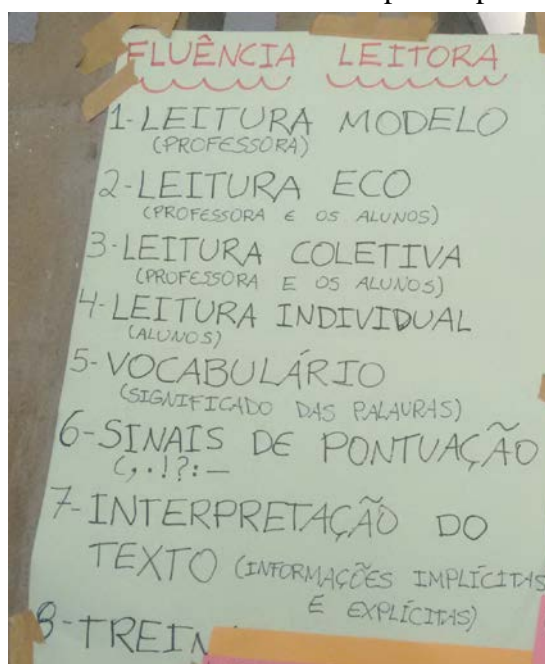 FLUÊNCIA LEITORA
1-LEITURA MODELO
(PROFESSORA)
2-LEITURA ECO
(PROFESSORA E OS ALUNOS)
3-LEITURA COLETIVA
(PROFESSORA E OS ALUNOS)
4-LEITURA INDIVIDUAL
(ALUNOS)
5-VOCABULÁRIO
(SIGNIFICADO DAS PALAVRAS)
6-SINAIS DE PONTUAÇÃO
(,.!?:—
7-INTERPRETAÇÃO DO
TEXTO (INFORMAÇÕES IMPLÍCITAS
E EXPLÍCITAS)
8-